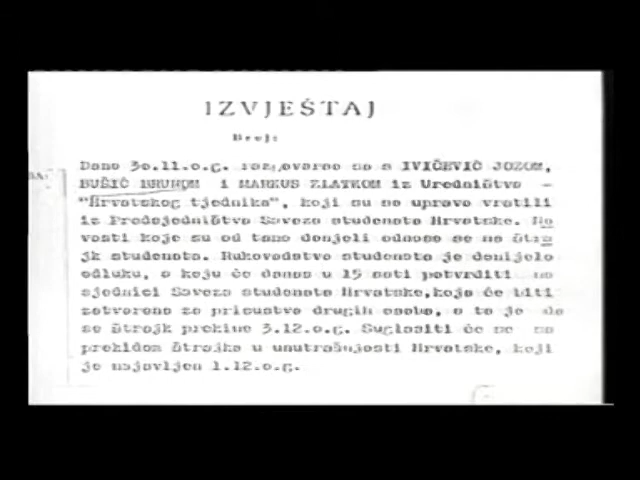 IZVJEŠTAJ
Broj:
Dana 30.11.o.g. razgovarao sa s IVIČEVIĆ JOZOM,
BUŠIĆ BRUNOM i MARKUS ZLATKOM iz Uredništva -
"Hrvatskog tjednika", koji su se upravo vratili
iz Predsjedništva Saveza studenata Hrvatske. No
vosti koje su od tamo donjeli odnose se na štra
jk studenata. Rukovodstvo studenata je donijelo
odluku, a koju će danas u 15 sati potvrditi na
sjednici Saveza studenata Hrvatske, koja će biti
zatvorena za prisustvo drugih osoba, a to je da
se štrajk prekine 3.12.o.g. Suglasiti će se sa
prekidom štrajka u unutrašnjosti Hrvatske, koji
je najavljen 1.12.o.g.